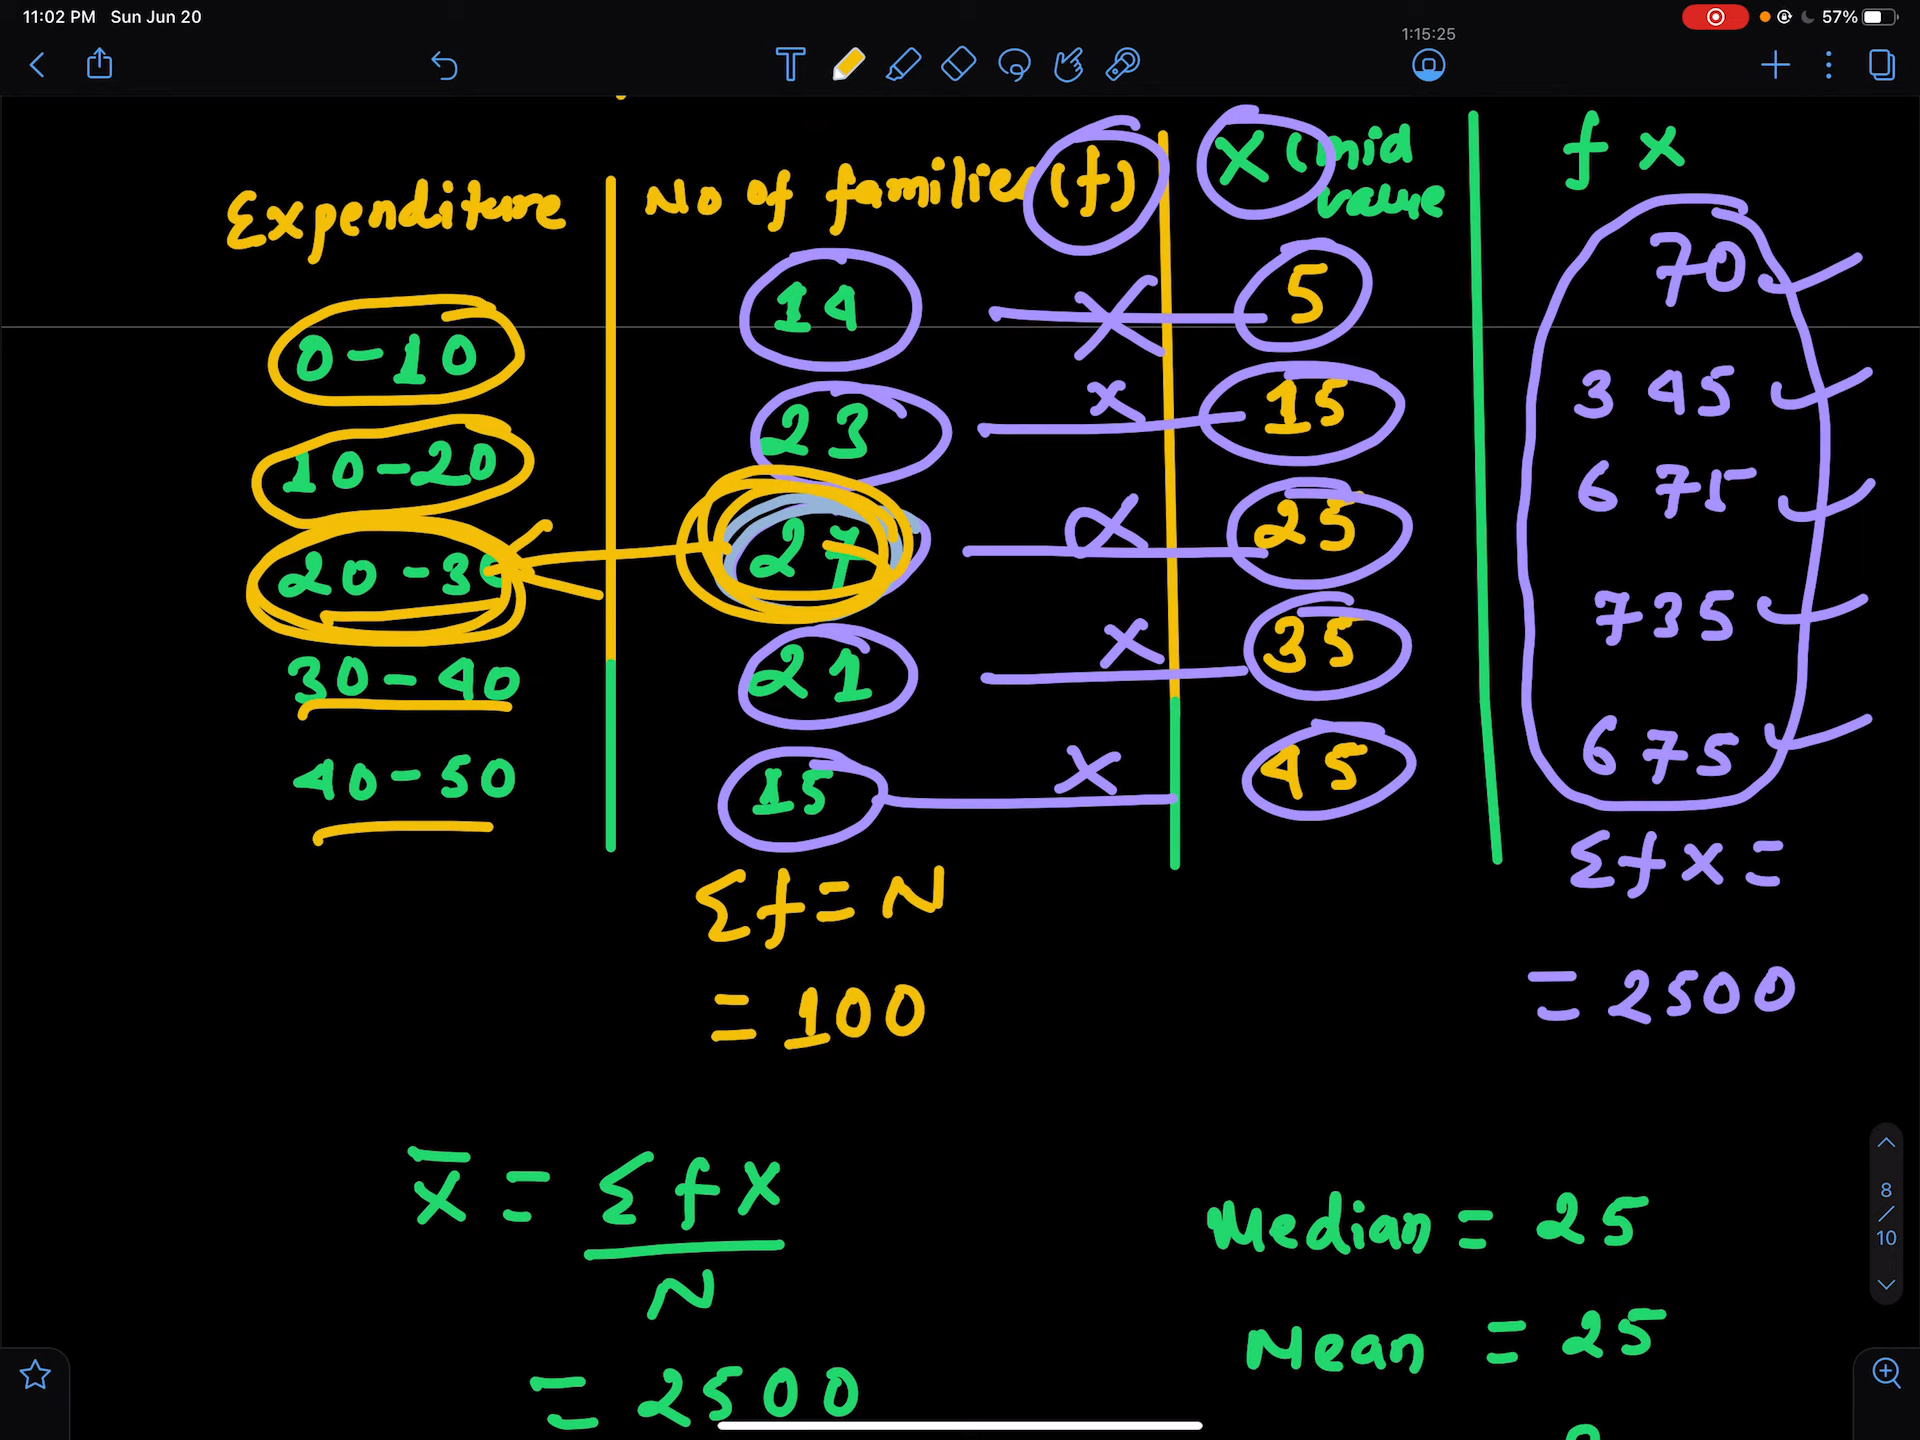 11:02 PM Sun Jun 20
57%
1:15:25
Expenditure No of families (f) X (mid value f x
0-10 14 x 5 70
10-20 23 x 15 345
20-30 27 x 25 675
30-40 21 x 35 735
40-50 15 x 45 675
Σf = N Σfx =
= 100 = 2500
X̅ = Σfx / N
= 2500
Median = 25
Mean = 25
8
/
10